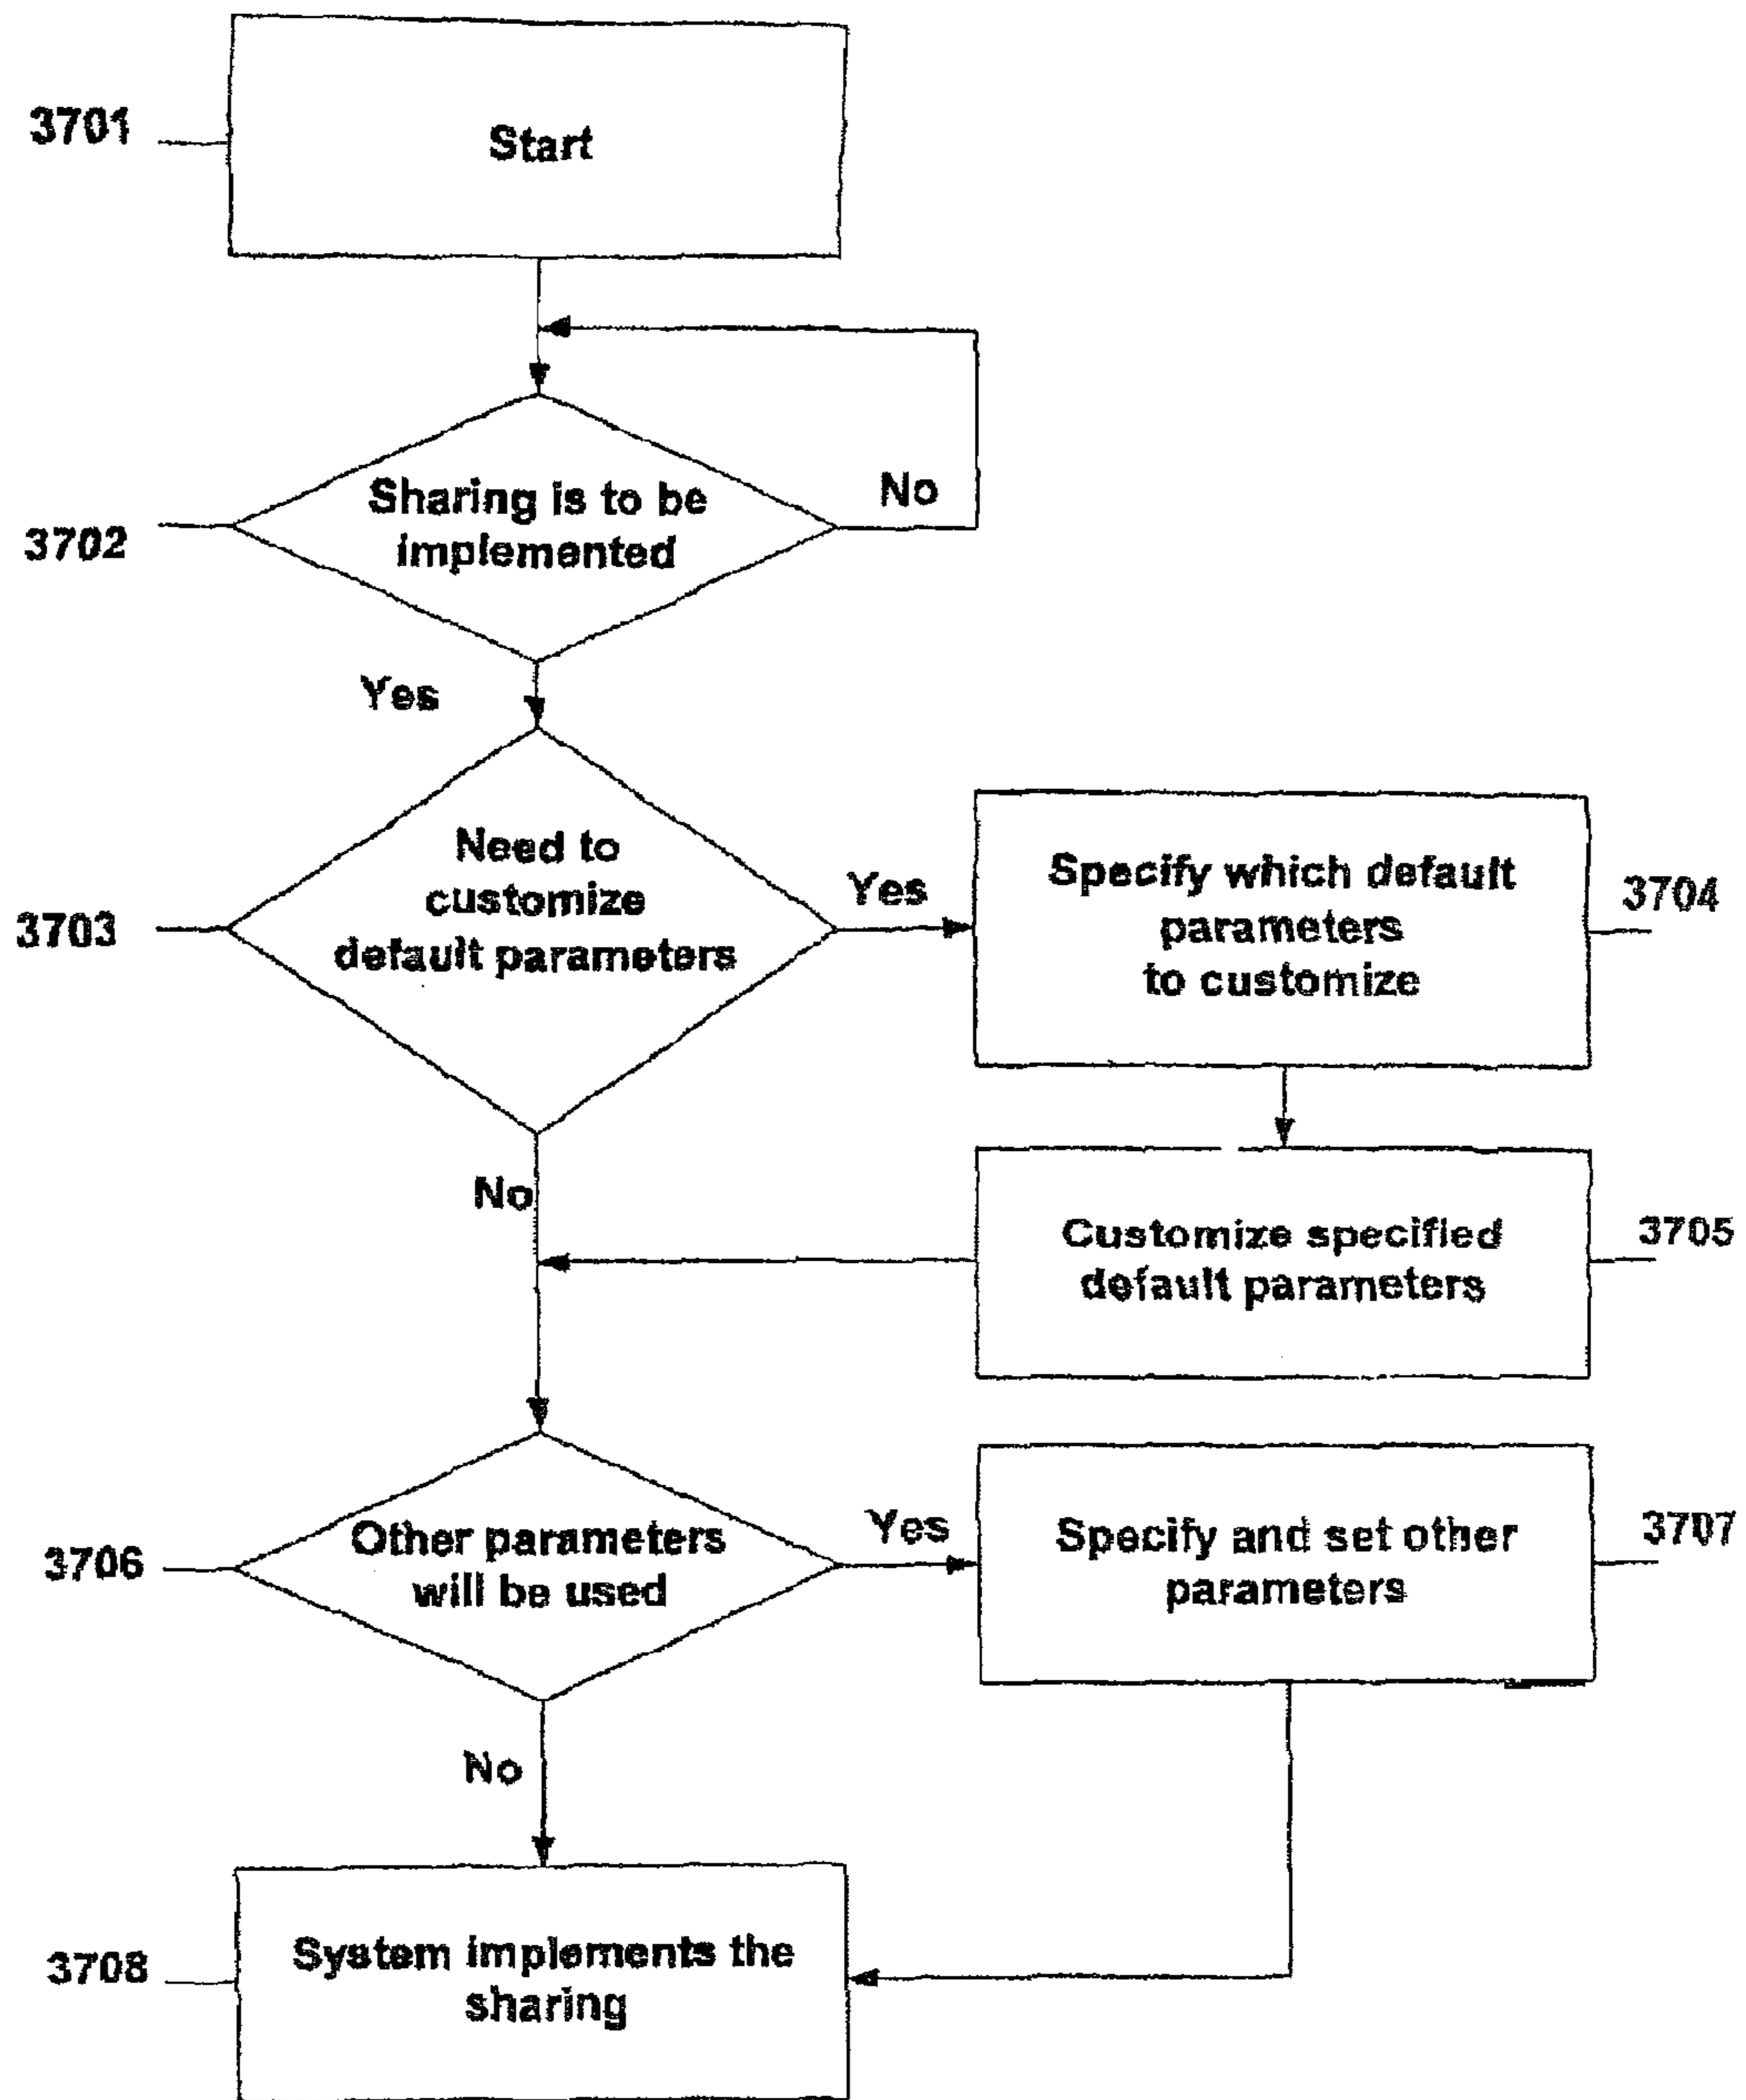 3701
Start
3702
Sharing is to be
implemented
No
Yes
3703
Need to
customize
default parameters
Yes
Specify which default
parameters
to customize
3704
No
Customize specified
default parameters
3705
3706
Other parameters
will be used
Yes
Specify and set other
parameters
3707
No
3708
System implements the
sharing